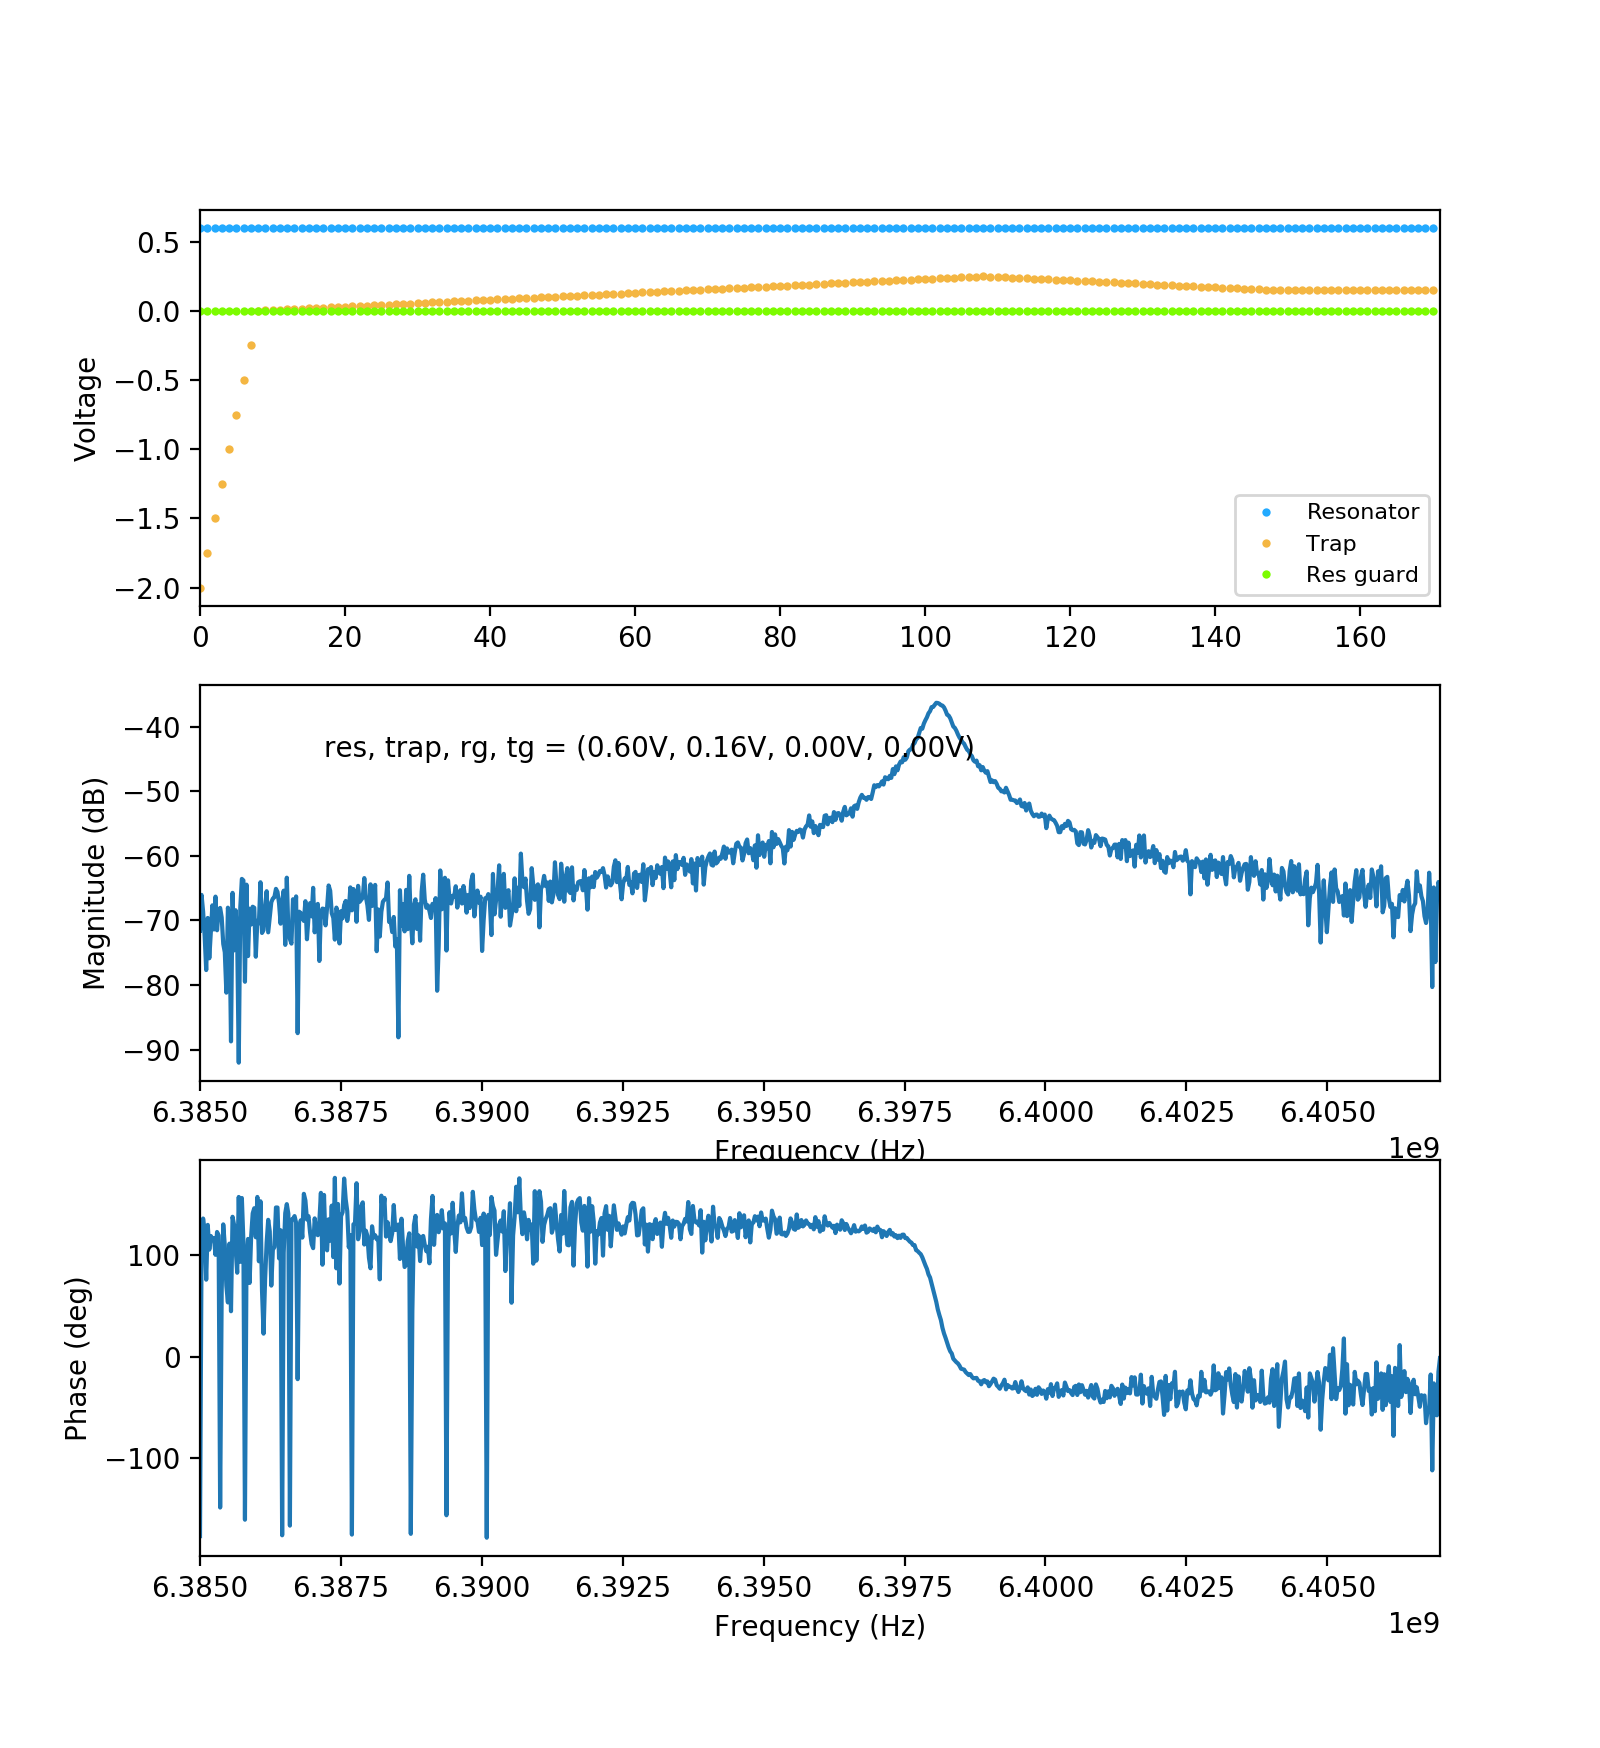 0.5
0.0
−0.5
−1.0
−1.5
−2.0
Voltage
Resonator
Trap
Res guard
0 20 40 60 80 100 120 140 160
−40
−50
−60
−70
−80
−90
Magnitude (dB)
res, trap, rg, tg = (0.60V, 0.16V, 0.00V, 0.00V)
6.3850 6.3875 6.3900 6.3925 6.3950 6.3975 6.4000 6.4025 6.4050
Frequency (Hz)
1e9
100
0
−100
Phase (deg)
6.3850 6.3875 6.3900 6.3925 6.3950 6.3975 6.4000 6.4025 6.4050
Frequency (Hz)
1e9